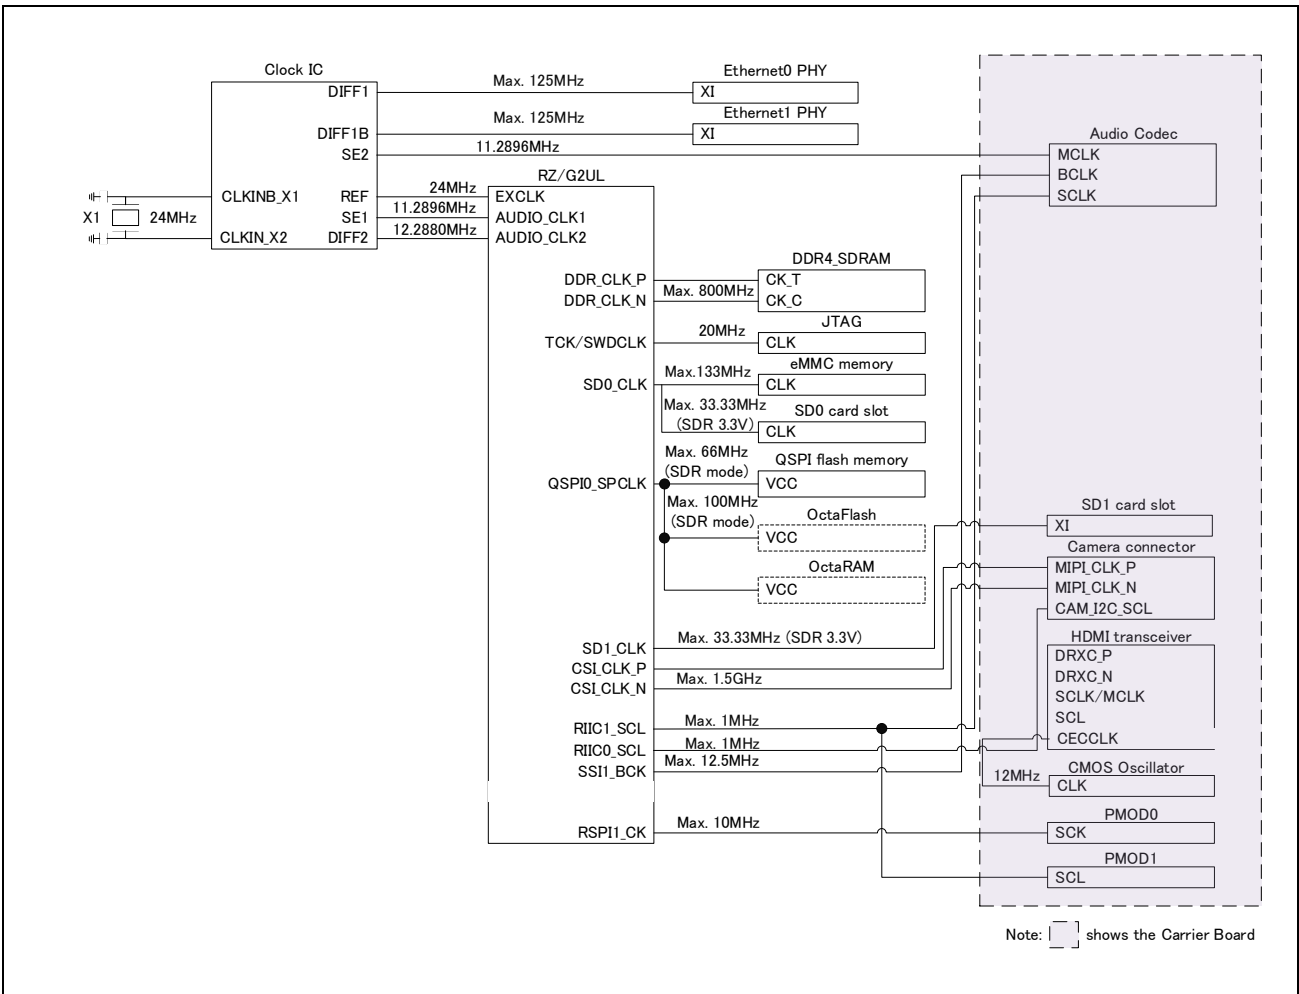 Clock IC
DIFF1
DIFF1B
SE2
CLKINB_X1
REF
SE1
CLKIN_X2
DIFF2
X1
24MHz
Max. 125MHz
Ethernet0 PHY
XI
Max. 125MHz
Ethernet1 PHY
XI
11.2896MHz
Audio Codec
MCLK
BCLK
SCLK
RZ/G2UL
24MHz
EXCLK
11.2896MHz
AUDIO_CLK1
12.2880MHz
AUDIO_CLK2
DDR4_SDRAM
DDR_CLK_P
CK_T
Max. 800MHz
DDR_CLK_N
CK_C
JTAG
TCK/SWDCLK
20MHz
CLK
eMMC memory
SD0_CLK
Max.133MHz
CLK
Max. 33.33MHz
(SDR 3.3V)
SD0 card slot
CLK
Max. 66MHz
(SDR mode)
QSPI flash memory
QSPI0_SPCLK
VCC
Max. 100MHz
(SDR mode)
OctaFlash
VCC
OctaRAM
VCC
SD1 card slot
XI
Camera connector
MIPI_CLK_P
MIPI_CLK_N
CAM_I2C_SCL
HDMI transceiver
DRXC_P
DRXC_N
SCLK/MCLK
SCL
CECCLK
SD1_CLK
Max. 33.33MHz (SDR 3.3V)
CSI_CLK_P
CSI_CLK_N
Max. 1.5GHz
RIIC1_SCL
Max. 1MHz
RIIC0_SCL
Max. 1MHz
SSI1_BCK
Max. 12.5MHz
12MHz
CMOS Oscillator
CLK
RSPI1_CK
Max. 10MHz
PMOD0
SCK
PMOD1
SCL
Note: shows the Carrier Board